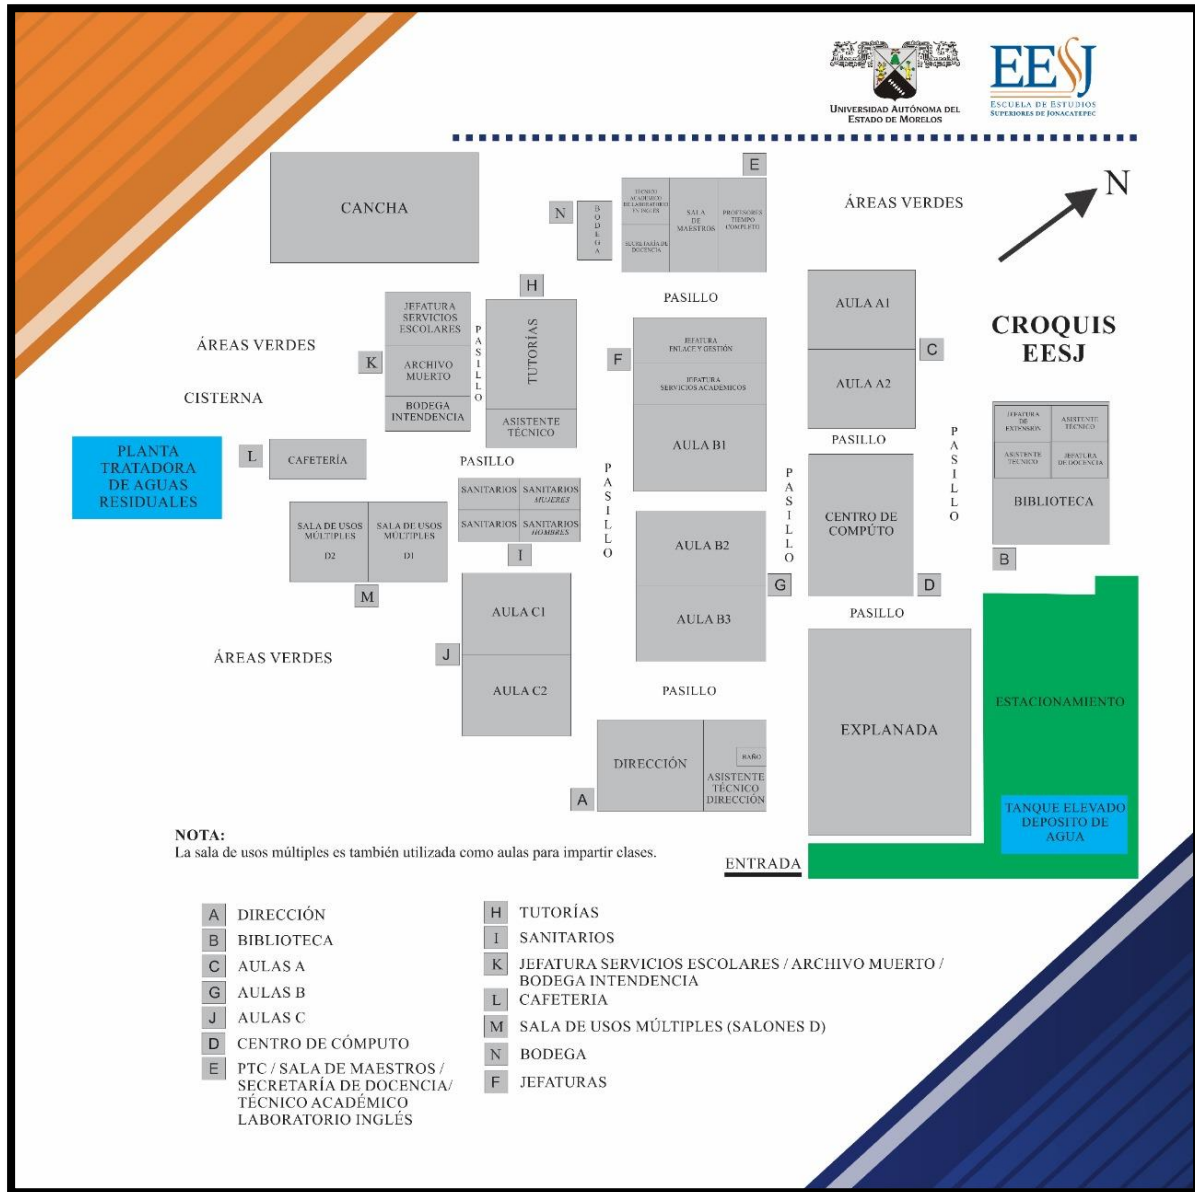 UNIVERSIDAD AUTÓNOMA DEL
ESTADO DE MORELOS
EESJ
ESCUELA DE ESTUDIOS
SUPERIORES DE JONACATEPEC
N
CROQUIS
EESJ
CANCHA
N
BODEGA
E
TÉCNICO
ACADÉMICO
DE LABORATORIO
EN INGLÉS
SECRETARÍA DE
DOCENCIA
SALA
DE
MAESTROS
PROFESORES
TIEMPO
COMPLETO
ÁREAS VERDES
H
PASILLO
JEFATURA
SERVICIOS
ESCOLARES
K
ARCHIVO
MUERTO
BODEGA
INTENDENCIA
PASILLO
TUTORÍAS
ASISTENTE
TÉCNICO
F
JEFATURA
ENLACE Y GESTIÓN
JEFATURA
SERVICIOS ACADÉMICOS
AULA B1
AULA A1
C
AULA A2
PASILLO
ÁREAS VERDES
CISTERNA
PLANTA
TRATADORA
DE AGUAS
RESIDUALES
L
CAFETERÍA
PASILLO
SANITARIOS
SANITARIOS
MUJERES
SANITARIOS
SANITARIOS
HOMBRES
I
PASILLO
PASILLO
PASILLO
JEFATURA
DE
EXTENSION
ASISTENTE
TÉCNICO
ASISTENTE
TÉCNICO
JEFATURA
DE DOCENCIA
BIBLIOTECA
B
SALA DE USOS
MÚLTIPLES
D2
SALA DE USOS
MÚLTIPLES
D1
M
AULA B2
G
AULA B3
CENTRO DE
COMPÚTO
D
PASILLO
AULA C1
J
AULA C2
ÁREAS VERDES
PASILLO
DIRECCIÓN
BAÑO
ASISTENTE
TÉCNICO
DIRECCIÓN
A
EXPLANADA
ESTACIONAMIENTO
TANQUE ELEVADO
DEPOSITO DE
AGUA
ENTRADA
NOTA:
La sala de usos múltiples es también utilizada como aulas para impartir clases.
A DIRECCIÓN
B BIBLIOTECA
C AULAS A
G AULAS B
J AULAS C
D CENTRO DE CÓMPUTO
E PTC / SALA DE MAESTROS /
SECRETARÍA DE DOCENCIA/
TÉCNICO ACADÉMICO
LABORATORIO INGLÉS
H TUTORÍAS
I SANITARIOS
K JEFATURA SERVICIOS ESCOLARES / ARCHIVO MUERTO /
BODEGA INTENDENCIA
L CAFETERIA
M SALA DE USOS MÚLTIPLES (SALONES D)
N BODEGA
F JEFATURAS